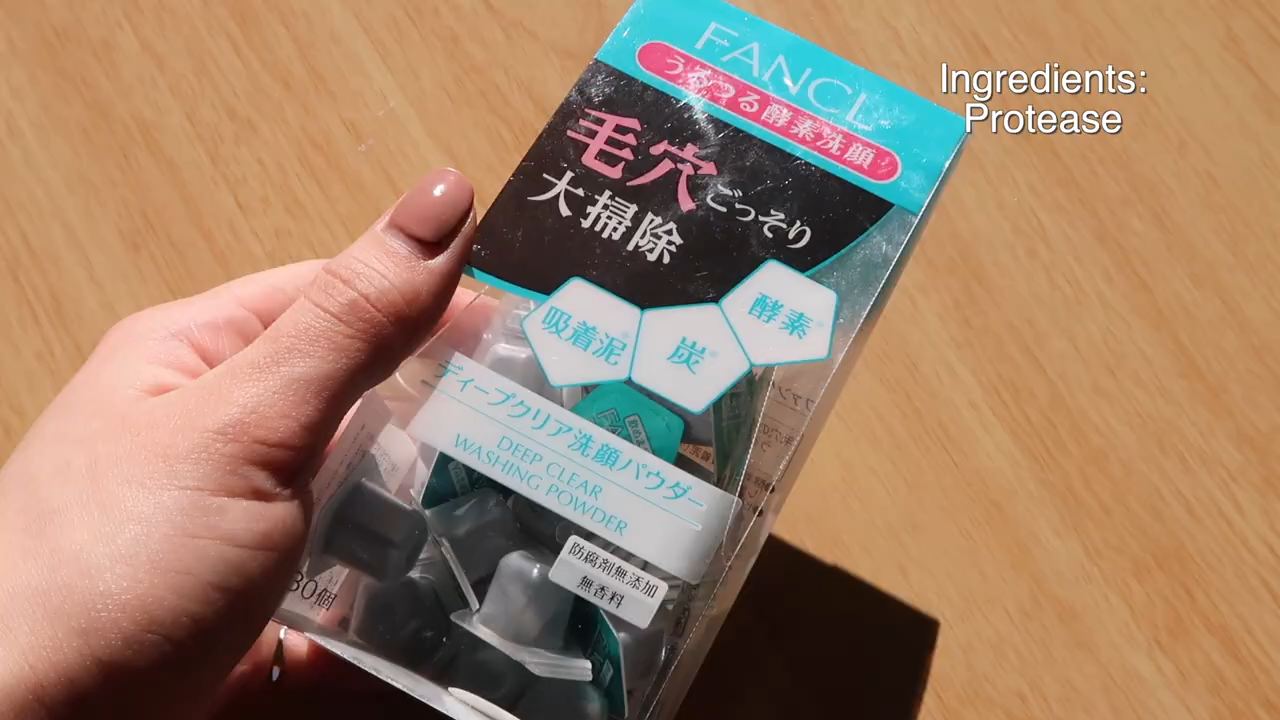 Ingredients:
Protease
FANCL
うるつる酵素洗顔
毛穴ごっそり
大掃除
酵素
吸着泥
炭
ディープクリア洗顔パウダー
DEEP CLEAR
WASHING POWDER
防腐剤無添加
無香料
30個